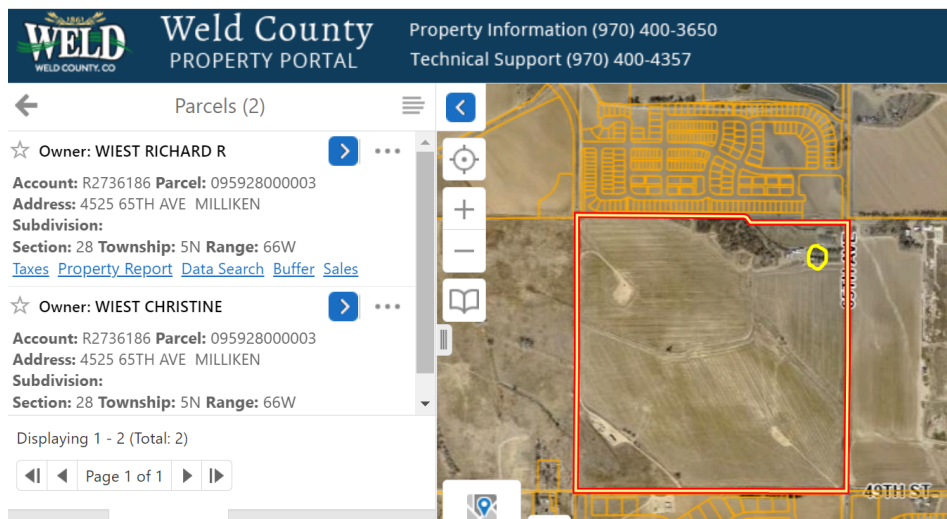 1861
WELD
WELD COUNTY, CO
Weld County
PROPERTY PORTAL
Property Information (970) 400-3650
Technical Support (970) 400-4357
Parcels (2)
Owner: WIEST RICHARD R
Account: R2736186 Parcel: 095928000003
Address: 4525 65TH AVE MILLIKEN
Subdivision:
Section: 28 Township: 5N Range: 66W
Taxes Property Report Data Search Buffer Sales
Owner: WIEST CHRISTINE
Account: R2736186 Parcel: 095928000003
Address: 4525 65TH AVE MILLIKEN
Subdivision:
Section: 28 Township: 5N Range: 66W
Displaying 1 - 2 (Total: 2)
Page 1 of 1
65TH AVE
49TH ST